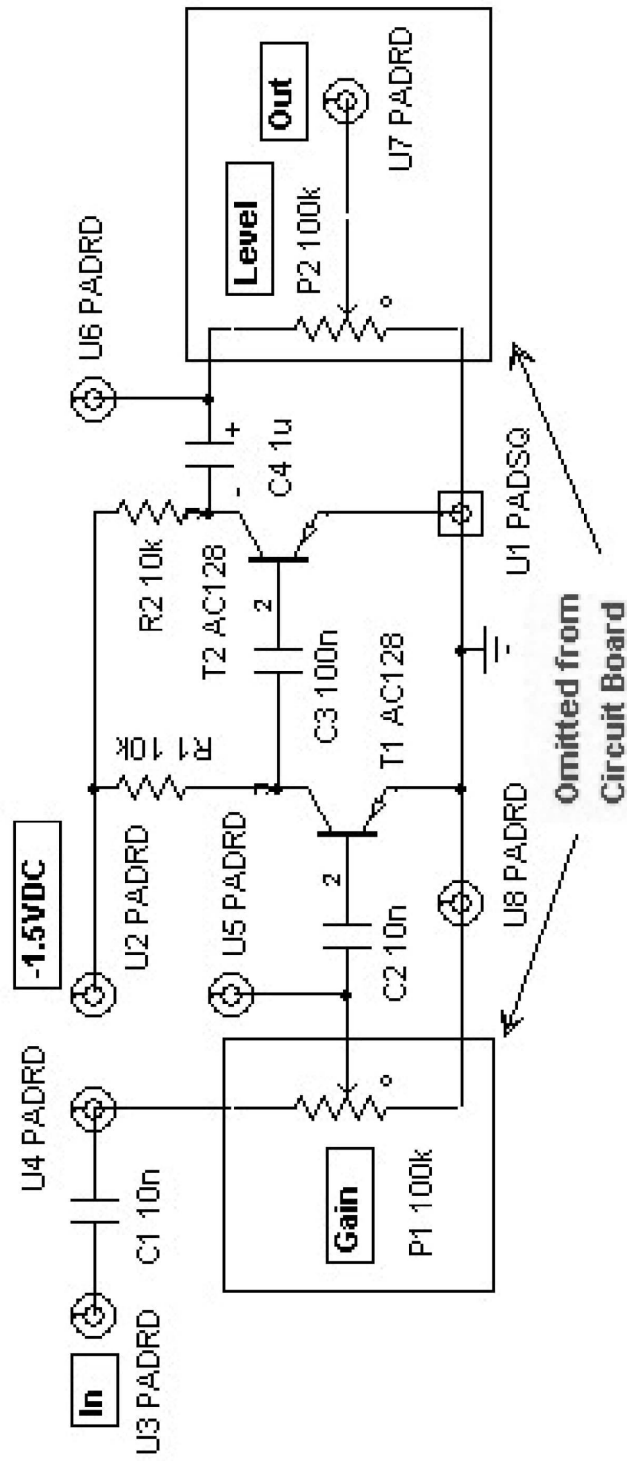 In
U3 PADRD
C1 10n
U4 PADRD
Gain
P1 100k
-1.5VDC
U2 PADRD
U5 PADRD
C2 10n
2
U8 PADRD
R1 10k
T1 AC128
C3 100n
2
T2 AC128
R2 10k
-
+
C4 1u
U6 PADRD
U1 PADSQ
Level
P2 100k
Out
U7 PADRD
Omitted from
Circuit Board